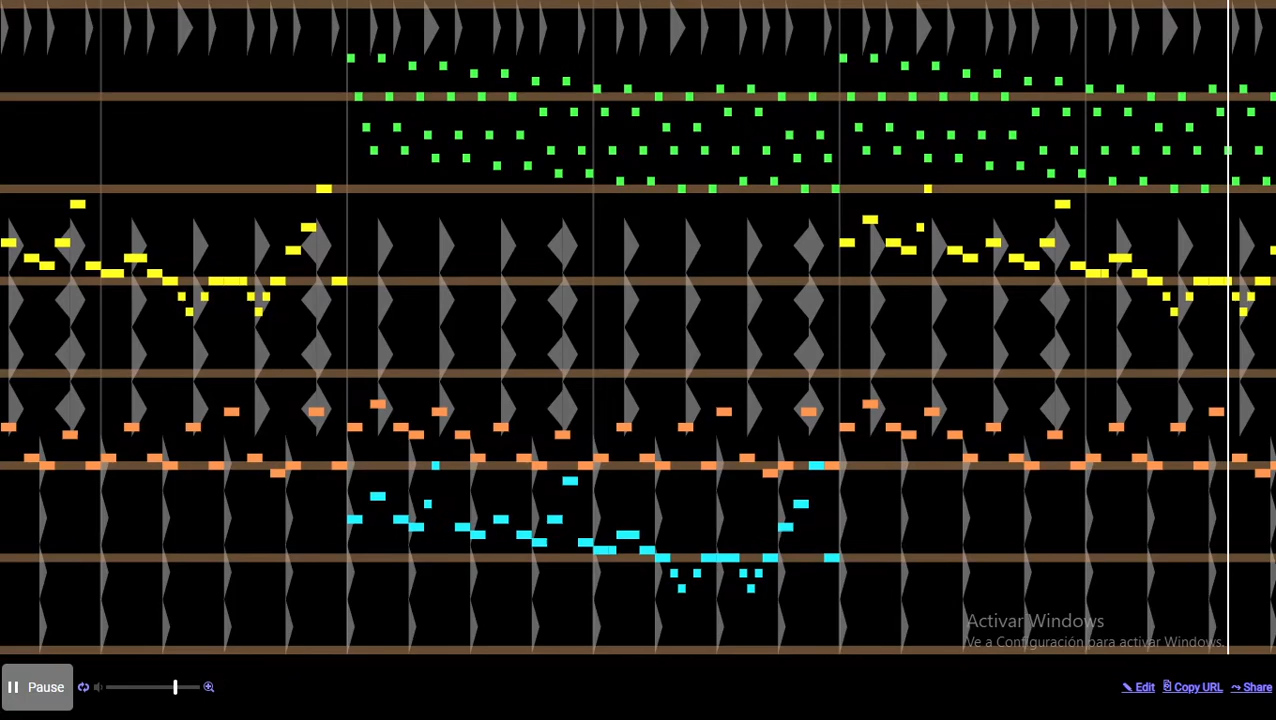 Activar Windows
Ve a Configuración para activar Windows.
Pause
Edit
Copy URL
Share